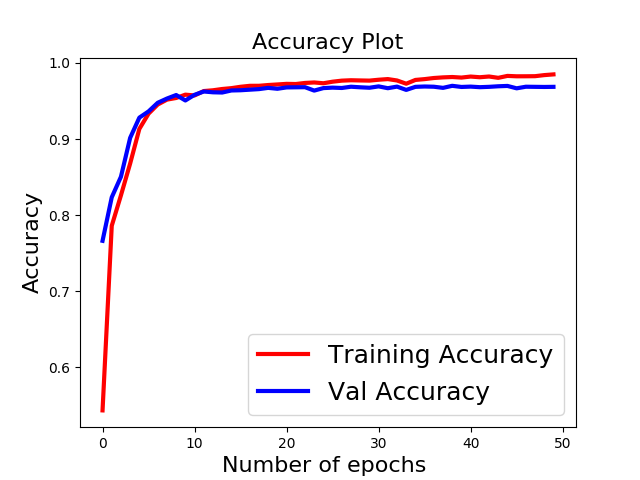 Accuracy Plot
1.0
0.9
0.8
0.7
0.6
Accuracy
Training Accuracy
Val Accuracy
0 10 20 30 40 50
Number of epochs